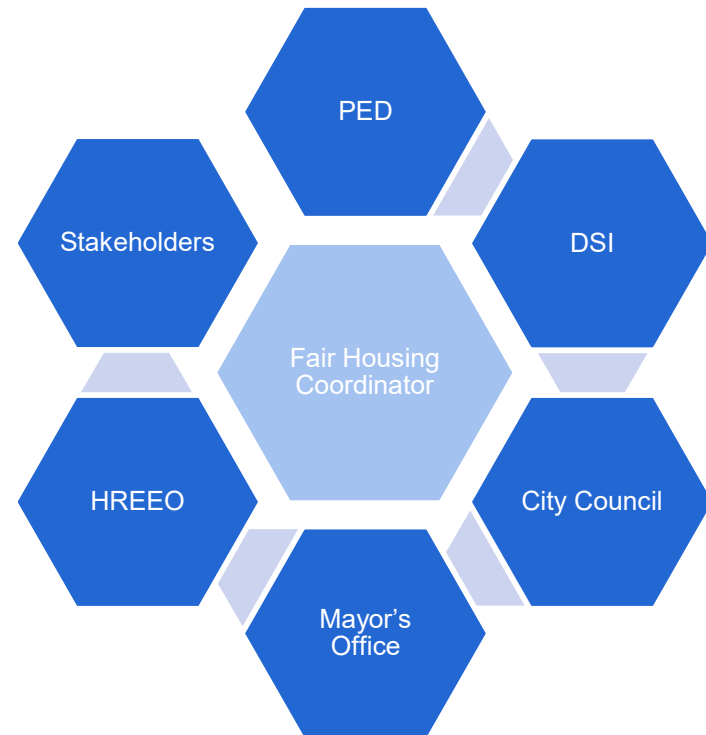 PED
Stakeholders
DSI
Fair Housing
Coordinator
HREEO
City Council
Mayor’s
Office